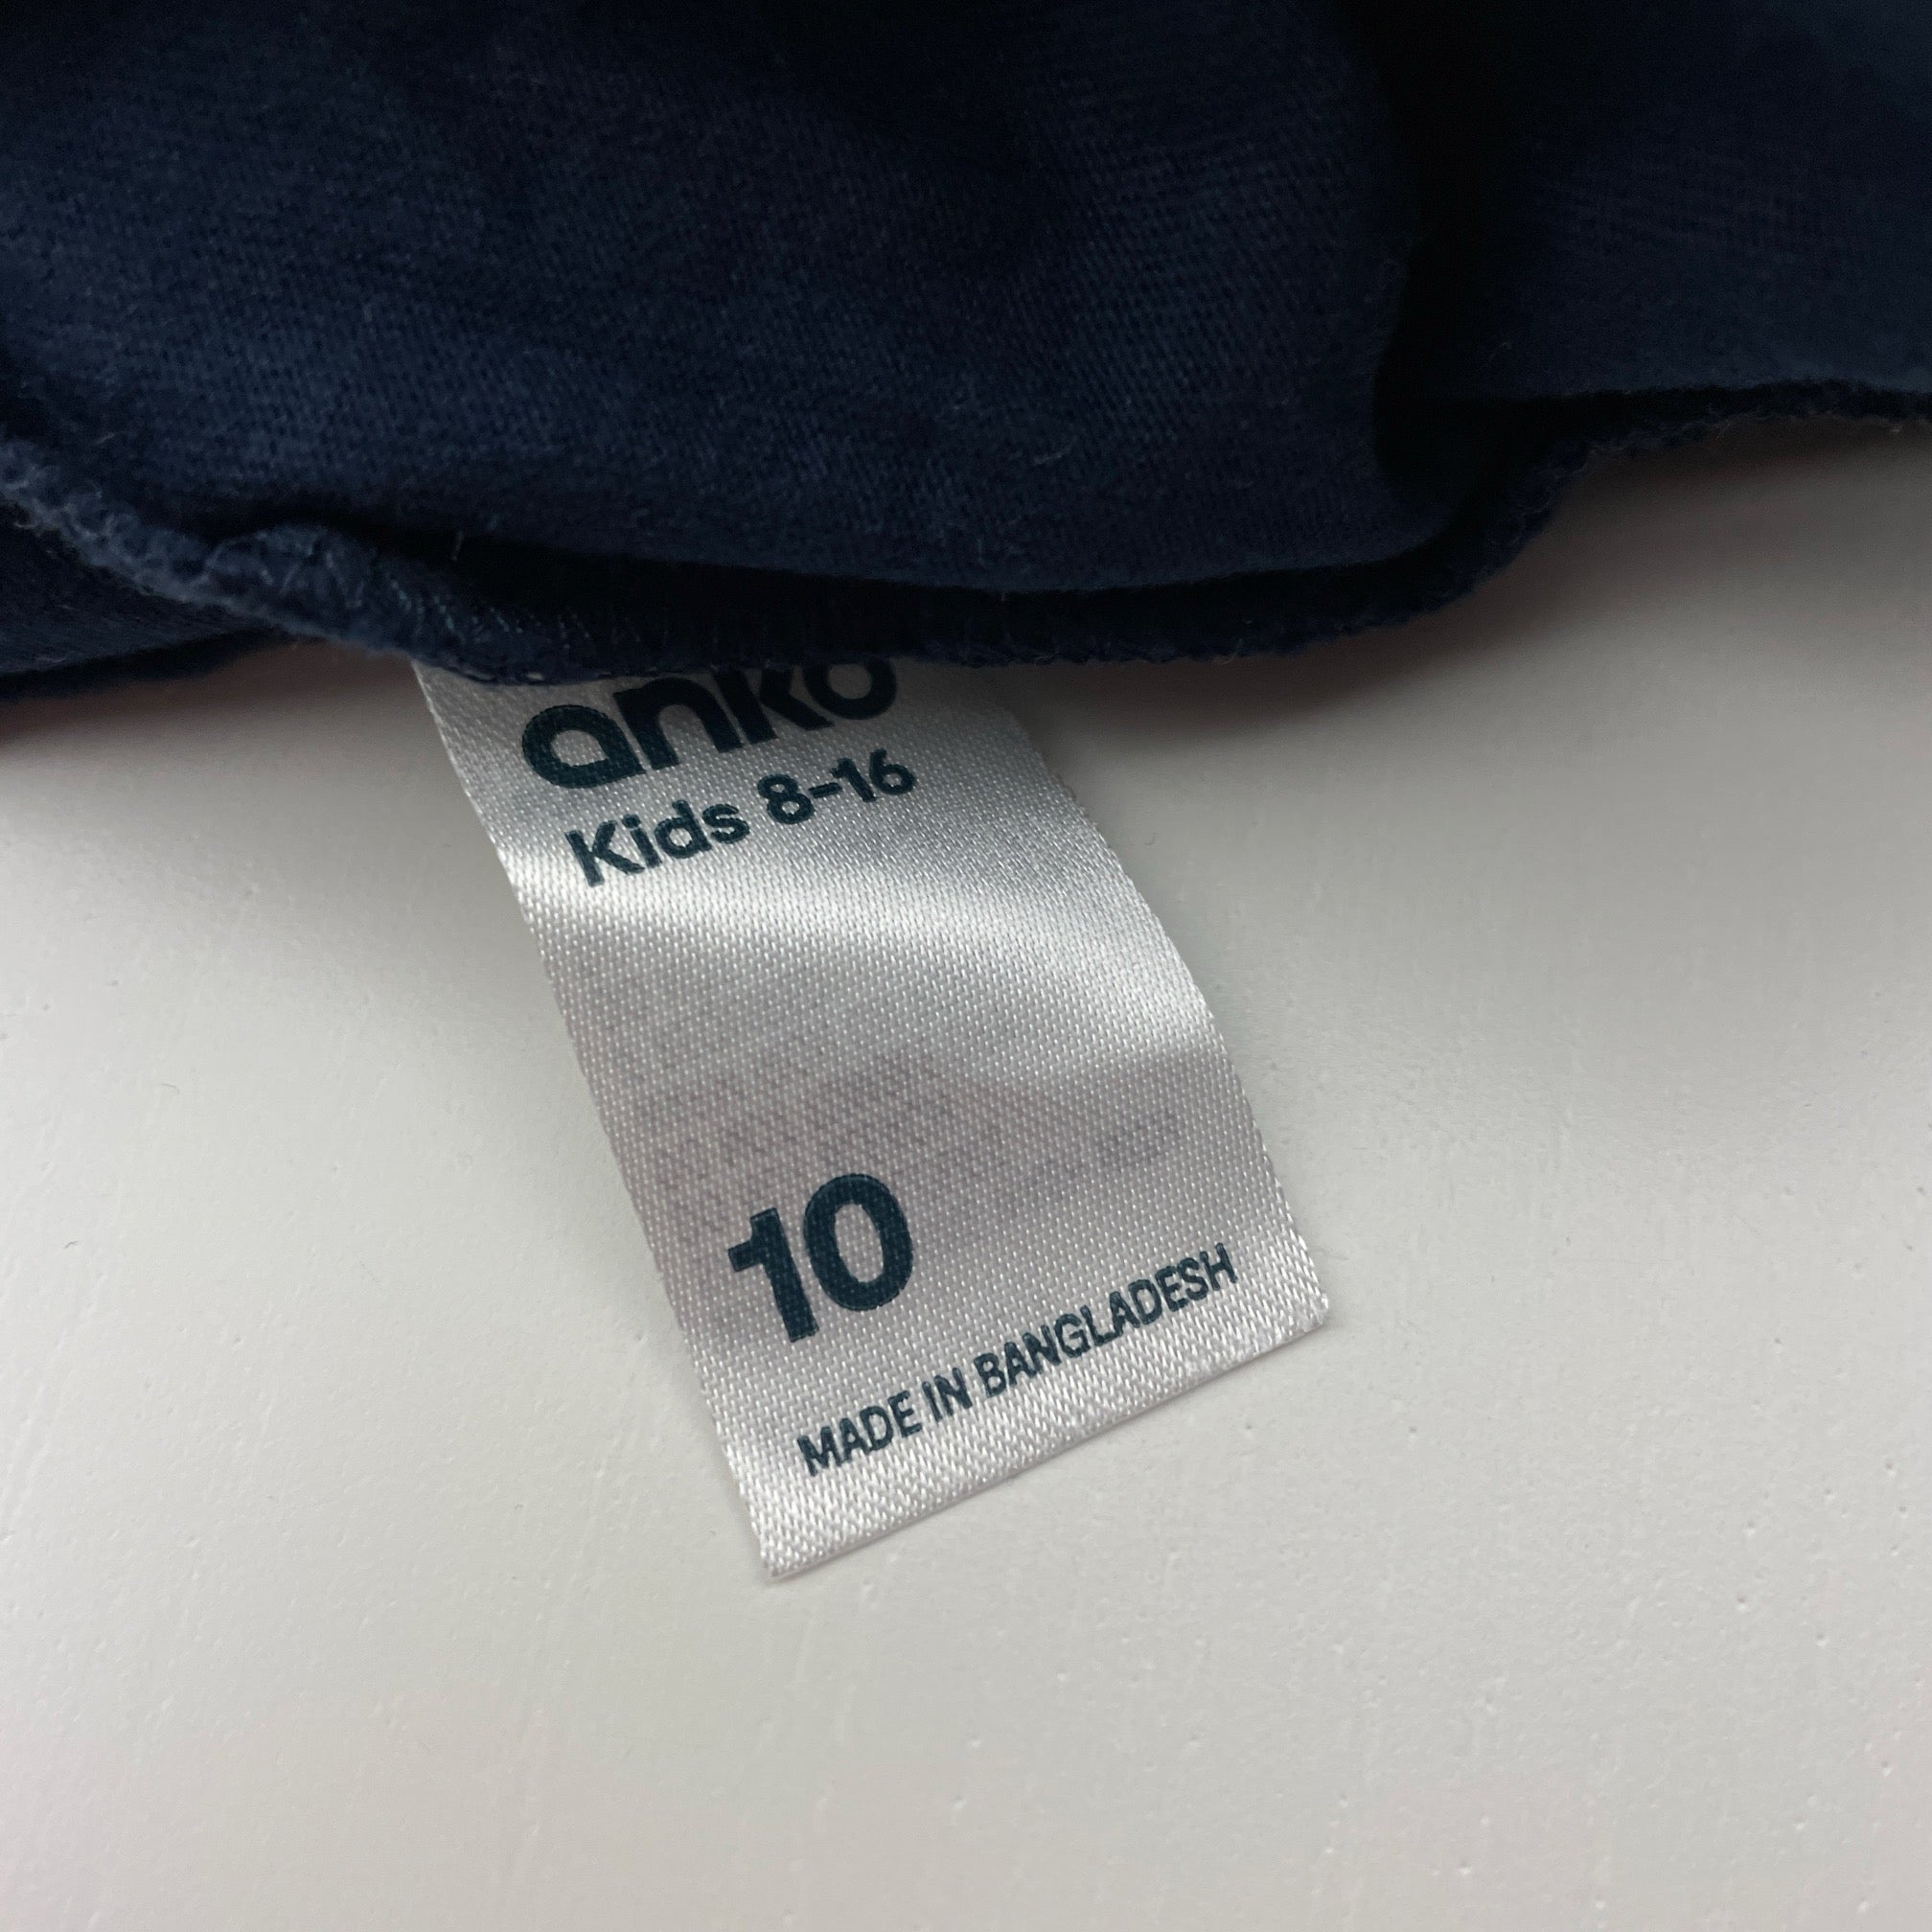 anko
Kids 8-16
10
MADE IN BANGLADESH